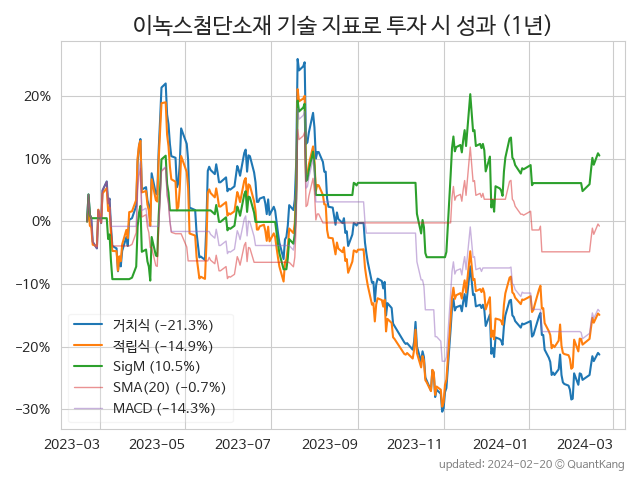 이녹스첨단소재 기술 지표로 투자 시 성과 (1년)
20%
10%
0%
−10%
−20%
−30%
거치식 (−21.3%)
적립식 (−14.9%)
SigM (10.5%)
SMA(20) (−0.7%)
MACD (−14.3%)
2023-03 2023-05 2023-07 2023-09 2023-11 2024-01 2024-03
updated: 2024-02-20 © QuantKang